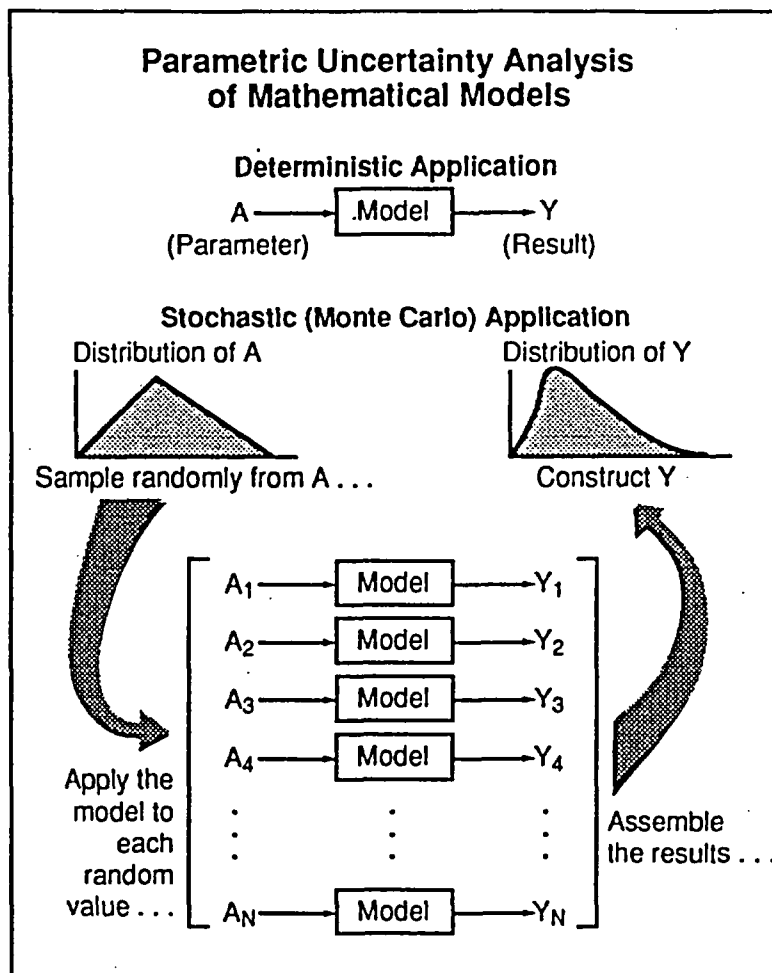 Parametric Uncertainty Analysis
of Mathematical Models
Deterministic Application
A Model Y
(Parameter) (Result)
Stochastic (Monte Carlo) Application
Distribution of A Distribution of Y
Sample randomly from A . . . Construct Y
A1 Model Y1
A2 Model Y2
A3 Model Y3
A4 Model Y4
Apply the
model to
each
random
value . . .
Assemble
the results . . .
AN Model YN